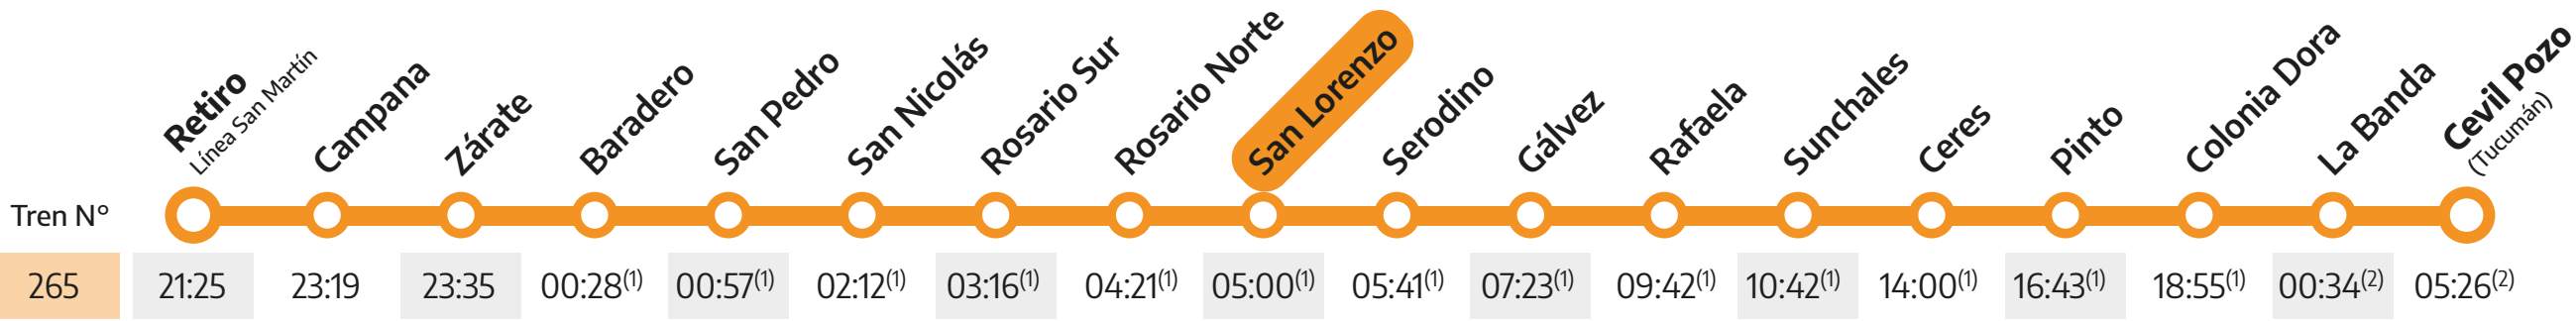 Retiro
Línea San Martín
Campana
Zárate
Baradero
San Pedro
San Nicolás
Rosario Sur
Rosario Norte
San Lorenzo
Serodino
Gálvez
Rafaela
Sunchales
Ceres
Pinto
Colonia Dora
La Banda
Cevil Pozo
(Tucumán)
Tren N°
265 21:25 23:19 23:35 00:28(1) 00:57(1) 02:12(1) 03:16(1) 04:21(1) 05:00(1) 05:41(1) 07:23(1) 09:42(1) 10:42(1) 14:00(1) 16:43(1) 18:55(1) 00:34(2) 05:26(2)